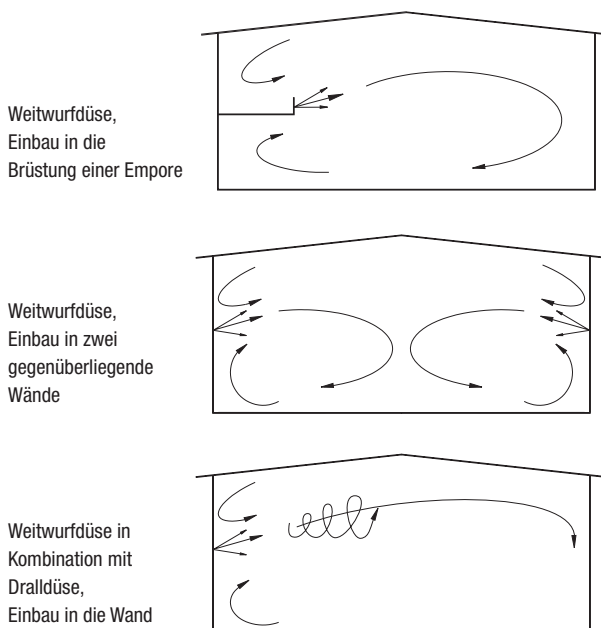 Weitwurfdüse,
Einbau in die
Brüstung einer Empore
Weitwurfdüse,
Einbau in zwei
gegenüberliegende
Wände
Weitwurfdüse in
Kombination mit
Dralldüse,
Einbau in die Wand